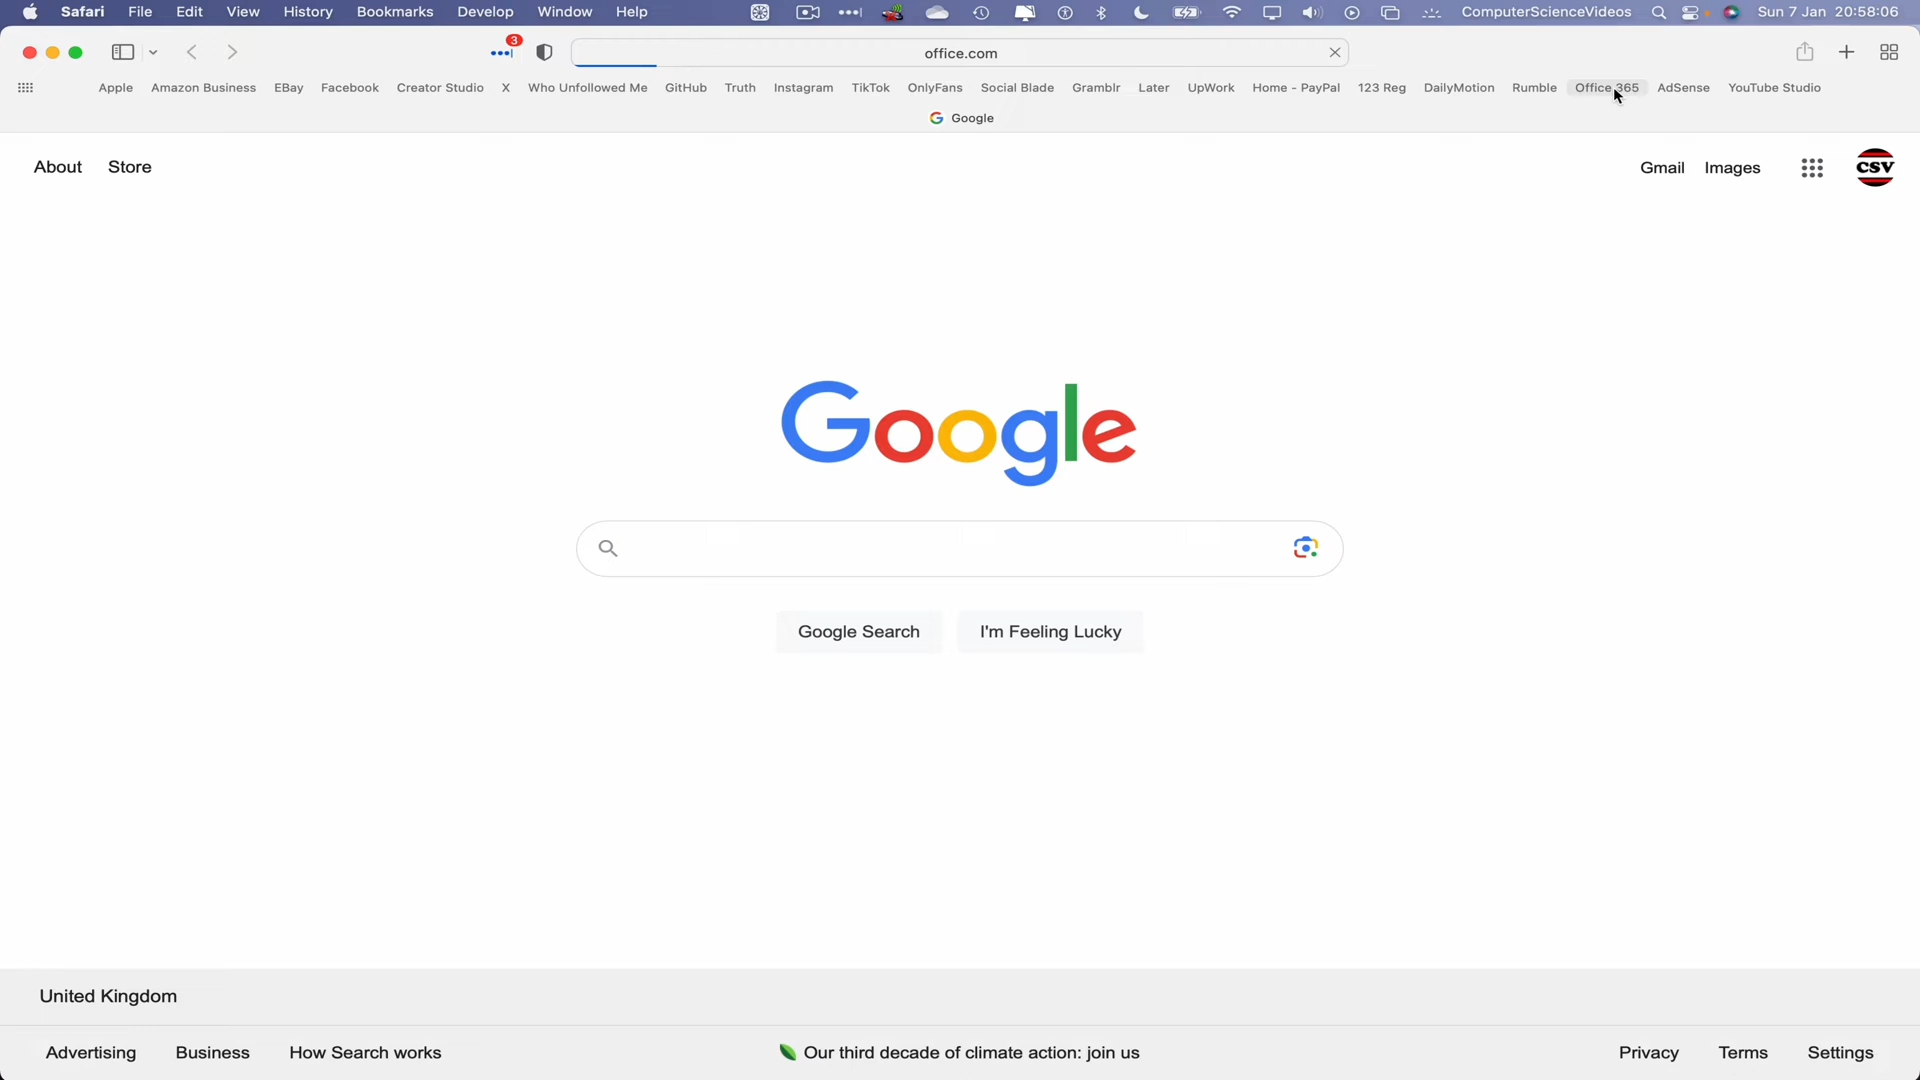 Safari File Edit View History Bookmarks Develop Window Help ComputerScienceVideos Sun 7 Jan 20:58:06
3
office.com
Apple Amazon Business EBay Facebook Creator Studio X Who Unfollowed Me GitHub Truth Instagram TikTok OnlyFans Social Blade Gramblr Later UpWork Home - PayPal 123 Reg DailyMotion Rumble Office 365 AdSense YouTube Studio
G Google
About Store Gmail Images CSV
Google
Google Search I'm Feeling Lucky
United Kingdom
Advertising Business How Search works Our third decade of climate action: join us Privacy Terms Settings